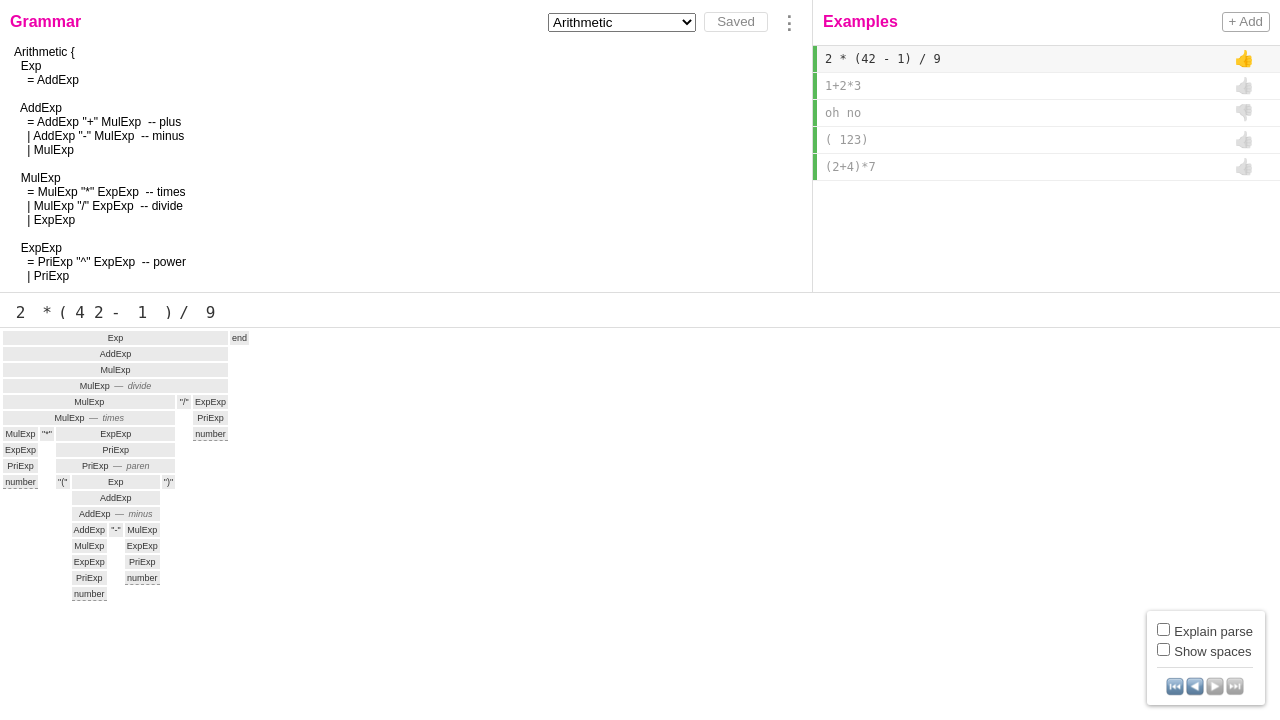 Grammar
Arithmetic
Saved
⋮
Examples
+ Add
Arithmetic {
Exp
= AddExp
AddExp
= AddExp "+" MulExp -- plus
| AddExp "-" MulExp -- minus
| MulExp
MulExp
= MulExp "*" ExpExp -- times
| MulExp "/" ExpExp -- divide
| ExpExp
ExpExp
= PriExp "^" ExpExp -- power
| PriExp
2 * (42 - 1) / 9
1+2*3
oh no
( 123)
(2+4)*7
2 * ( 4 2 - 1 ) / 9
Exp end
AddExp
MulExp
MulExp — divide
MulExp "/" ExpExp
MulExp — times PriExp
MulExp "*" ExpExp number
ExpExp PriExp
PriExp PriExp — paren
number "(" Exp ")"
AddExp
AddExp — minus
AddExp "-" MulExp
MulExp ExpExp
ExpExp PriExp
PriExp number
number
Explain parse
Show spaces